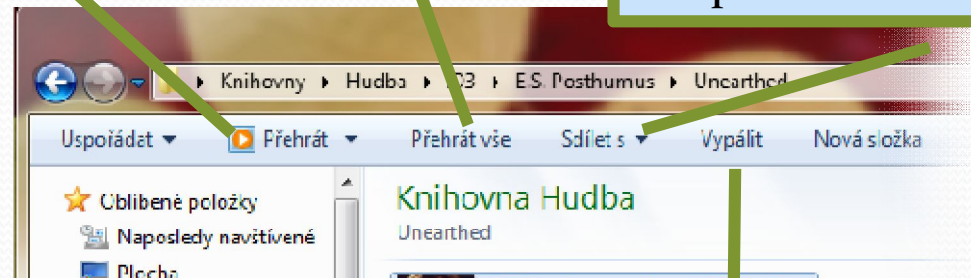 Knihovny Hudba E.S. Posthumus Unearthed
Uspořádat Přehrát Přehrát vše Sdílet s Vypálit Nová složka
Oblíbené položky
Naposledy navštívené
Plocha
Knihovna Hudba
Unearthed